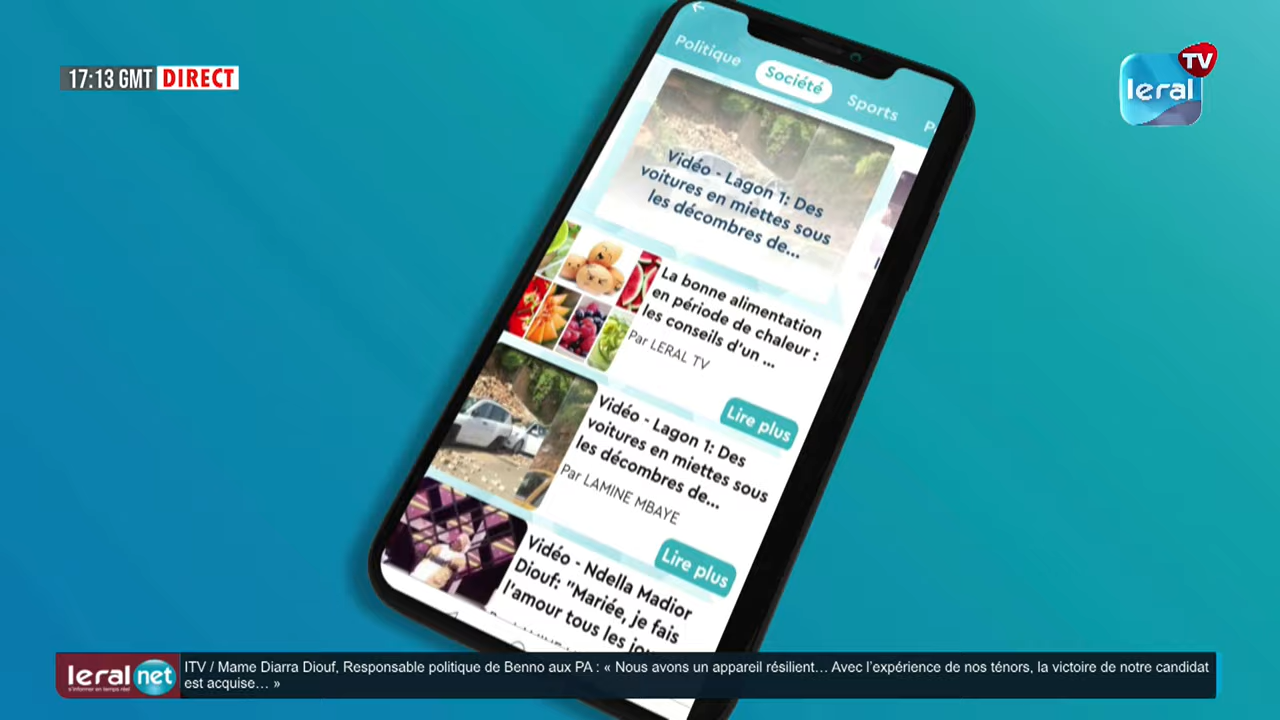 17:13 GMT DIRECT
leral TV
Politique Société Sports
Vidéo - Lagon 1: Des
voitures en miettes sous
les décombres de...
La bonne alimentation
en période de chaleur :
les conseils d'un ...
Par LERAL TV
Lire plus
Vidéo - Lagon 1: Des
voitures en miettes sous
les décombres de...
Par LAMINE MBAYE
Lire plus
Vidéo - Ndella Madior
Diouf: "Mariée, je fais
l'amour tous les
leral net
s'informer en temps réel
ITV / Mame Diarra Diouf, Responsable politique de Benno aux PA : « Nous avons un appareil résilient… Avec l’expérience de nos ténors, la victoire de notre candidat
est acquise… »